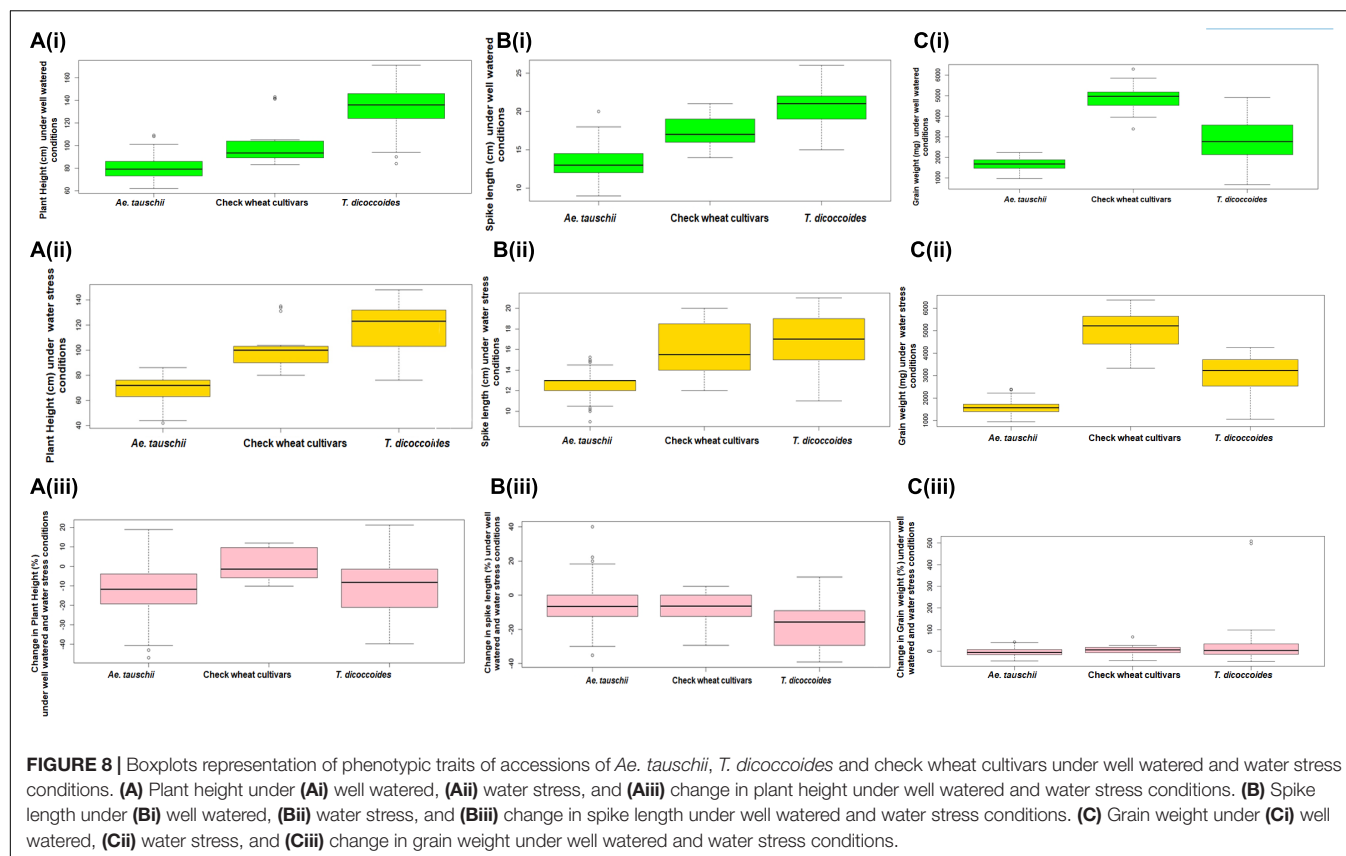 A(i)
Plant Height (cm) under well watered
conditions
60 80 100 120 140 160
Ae. tauschii
Check wheat cultivars
T. dicoccoides
B(i)
Spike length (cm) under well watered
conditions
10 15 20 25
Ae. tauschii
Check wheat cultivars
T. dicoccoides
C(i)
Grain weight (mg) under well watered
conditions
1000 2000 3000 4000 5000 6000
Ae. tauschii
Check wheat cultivars
T. dicoccoides
A(ii)
Plant Height (cm) under water stress
conditions
40 60 80 100 120 140
Ae. tauschii
Check wheat cultivars
T. dicoccoides
B(ii)
Spike length (cm) under water stress
conditions
10 12 14 16 18 20
Ae. tauschii
Check wheat cultivars
T. dicoccoides
C(ii)
Grain weight (mg) under water stress
conditions
1000 2000 3000 4000 5000 6000
Ae. tauschii
Check wheat cultivars
T. dicoccoides
A(iii)
Change in Plant Height (%)
under well watered and water stress conditions
-40 -30 -20 -10 0 10 20
Ae. tauschii
Check wheat cultivars
T. dicoccoides
B(iii)
Change in spike length (%) under well
watered and water stress conditions
-40 -20 0 20 40
Ae. tauschii
Check wheat cultivars
T. dicoccoides
C(iii)
Change in Grain weight (%) under well
watered and water stress conditions
0 100 200 300 400 500
Ae. tauschii
Check wheat cultivars
T. dicoccoides
FIGURE 8 | Boxplots representation of phenotypic traits of accessions of Ae. tauschii, T. dicoccoides and check wheat cultivars under well watered and water stress
conditions. (A) Plant height under (Ai) well watered, (Aii) water stress, and (Aiii) change in plant height under well watered and water stress conditions. (B) Spike
length under (Bi) well watered, (Bii) water stress, and (Biii) change in spike length under well watered and water stress conditions. (C) Grain weight under (Ci) well
watered, (Cii) water stress, and (Ciii) change in grain weight under well watered and water stress conditions.